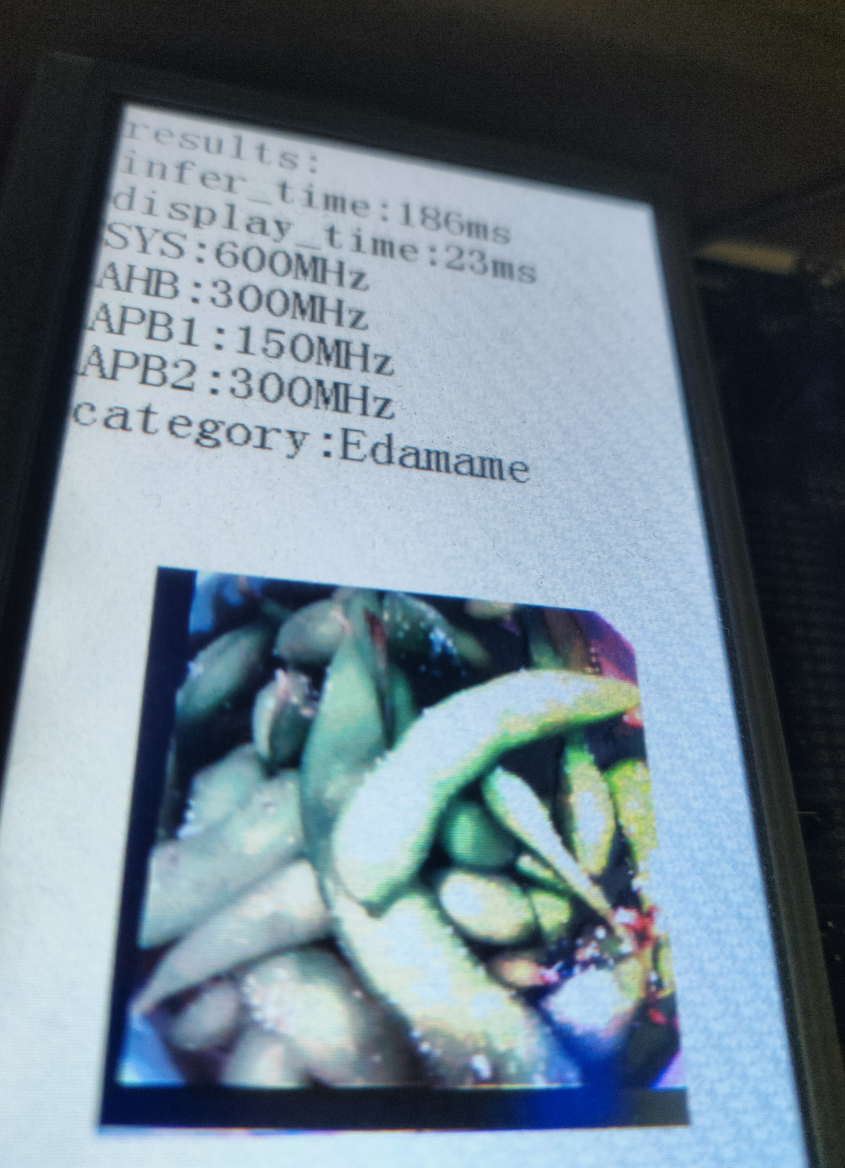 results:
infer_time:186ms
display_time:23ms
SYS:600MHz
AHB:300MHz
APB1:150MHz
APB2:300MHz
category:Edamame